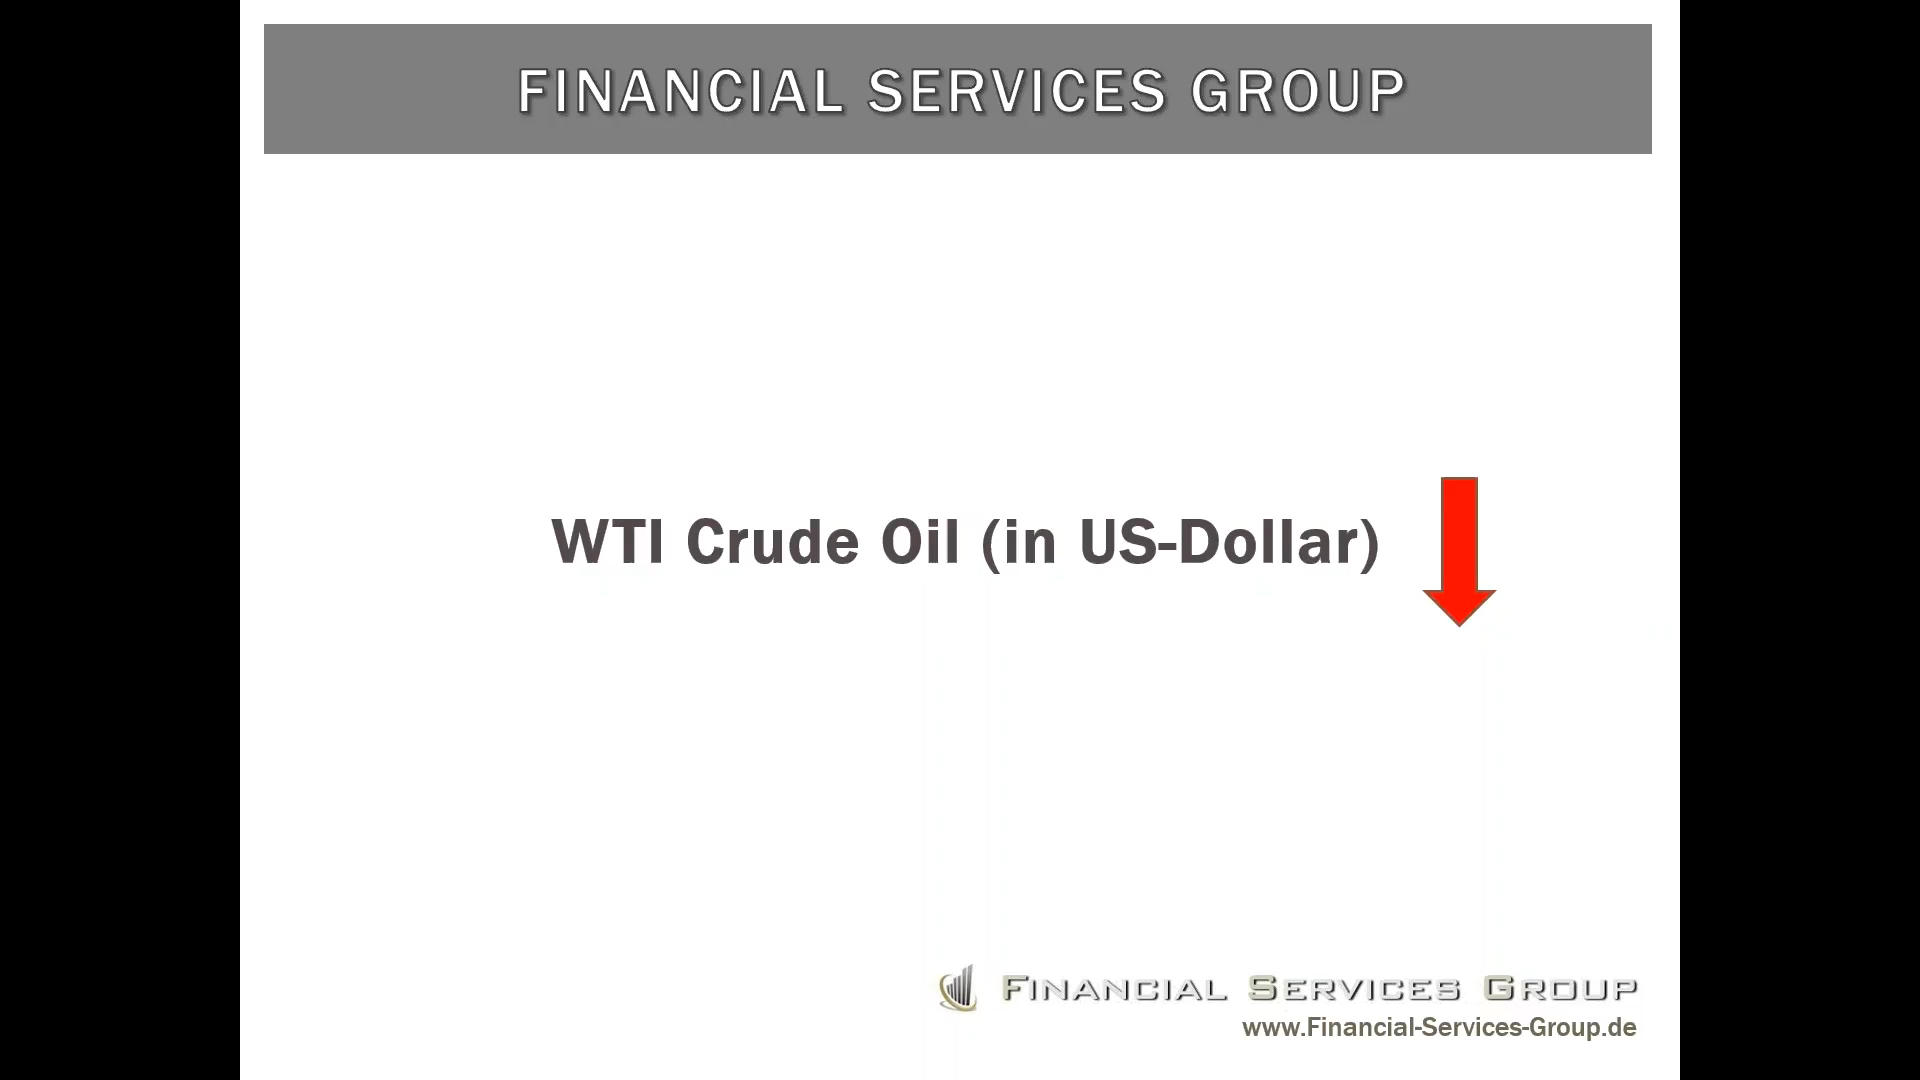 FINANCIAL SERVICES GROUP
WTI Crude Oil (in US-Dollar)
FINANCIAL SERVICES GROUP
www.Financial-Services-Group.de